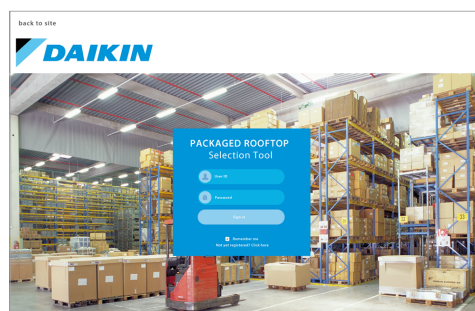 back to site
DAIKIN
PACKAGED ROOFTOP
Selection Tool
User ID
Password
Sign in
Remember me
Not yet registered? Click here